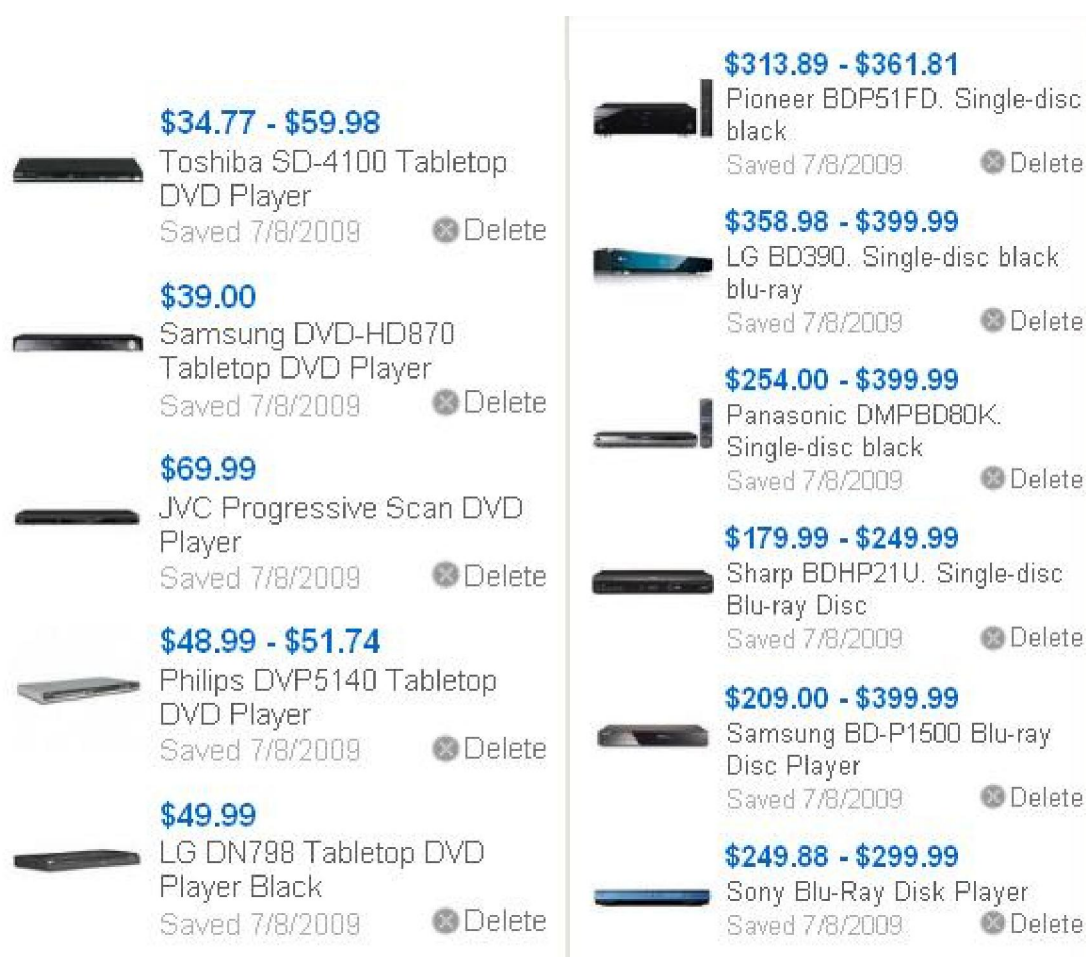 $34.77 - $59.98
Toshiba SD-4100 Tabletop
DVD Player
Saved 7/8/2009 Delete
$39.00
Samsung DVD-HD870
Tabletop DVD Player
Saved 7/8/2009 Delete
$69.99
JVC Progressive Scan DVD
Player
Saved 7/8/2009 Delete
$48.99 - $51.74
Philips DVP5140 Tabletop
DVD Player
Saved 7/8/2009 Delete
$49.99
LG DN798 Tabletop DVD
Player Black
Saved 7/8/2009 Delete
$313.89 - $361.81
Pioneer BDP51FD. Single-disc
black
Saved 7/8/2009 Delete
$358.98 - $399.99
LG BD390. Single-disc black
blu-ray
Saved 7/8/2009 Delete
$254.00 - $399.99
Panasonic DMPBD80K.
Single-disc black
Saved 7/8/2009 Delete
$179.99 - $249.99
Sharp BDHP21U. Single-disc
Blu-ray Disc
Saved 7/8/2009 Delete
$209.00 - $399.99
Samsung BD-P1500 Blu-ray
Disc Player
Saved 7/8/2009 Delete
$249.88 - $299.99
Sony Blu-Ray Disk Player
Saved 7/8/2009 Delete